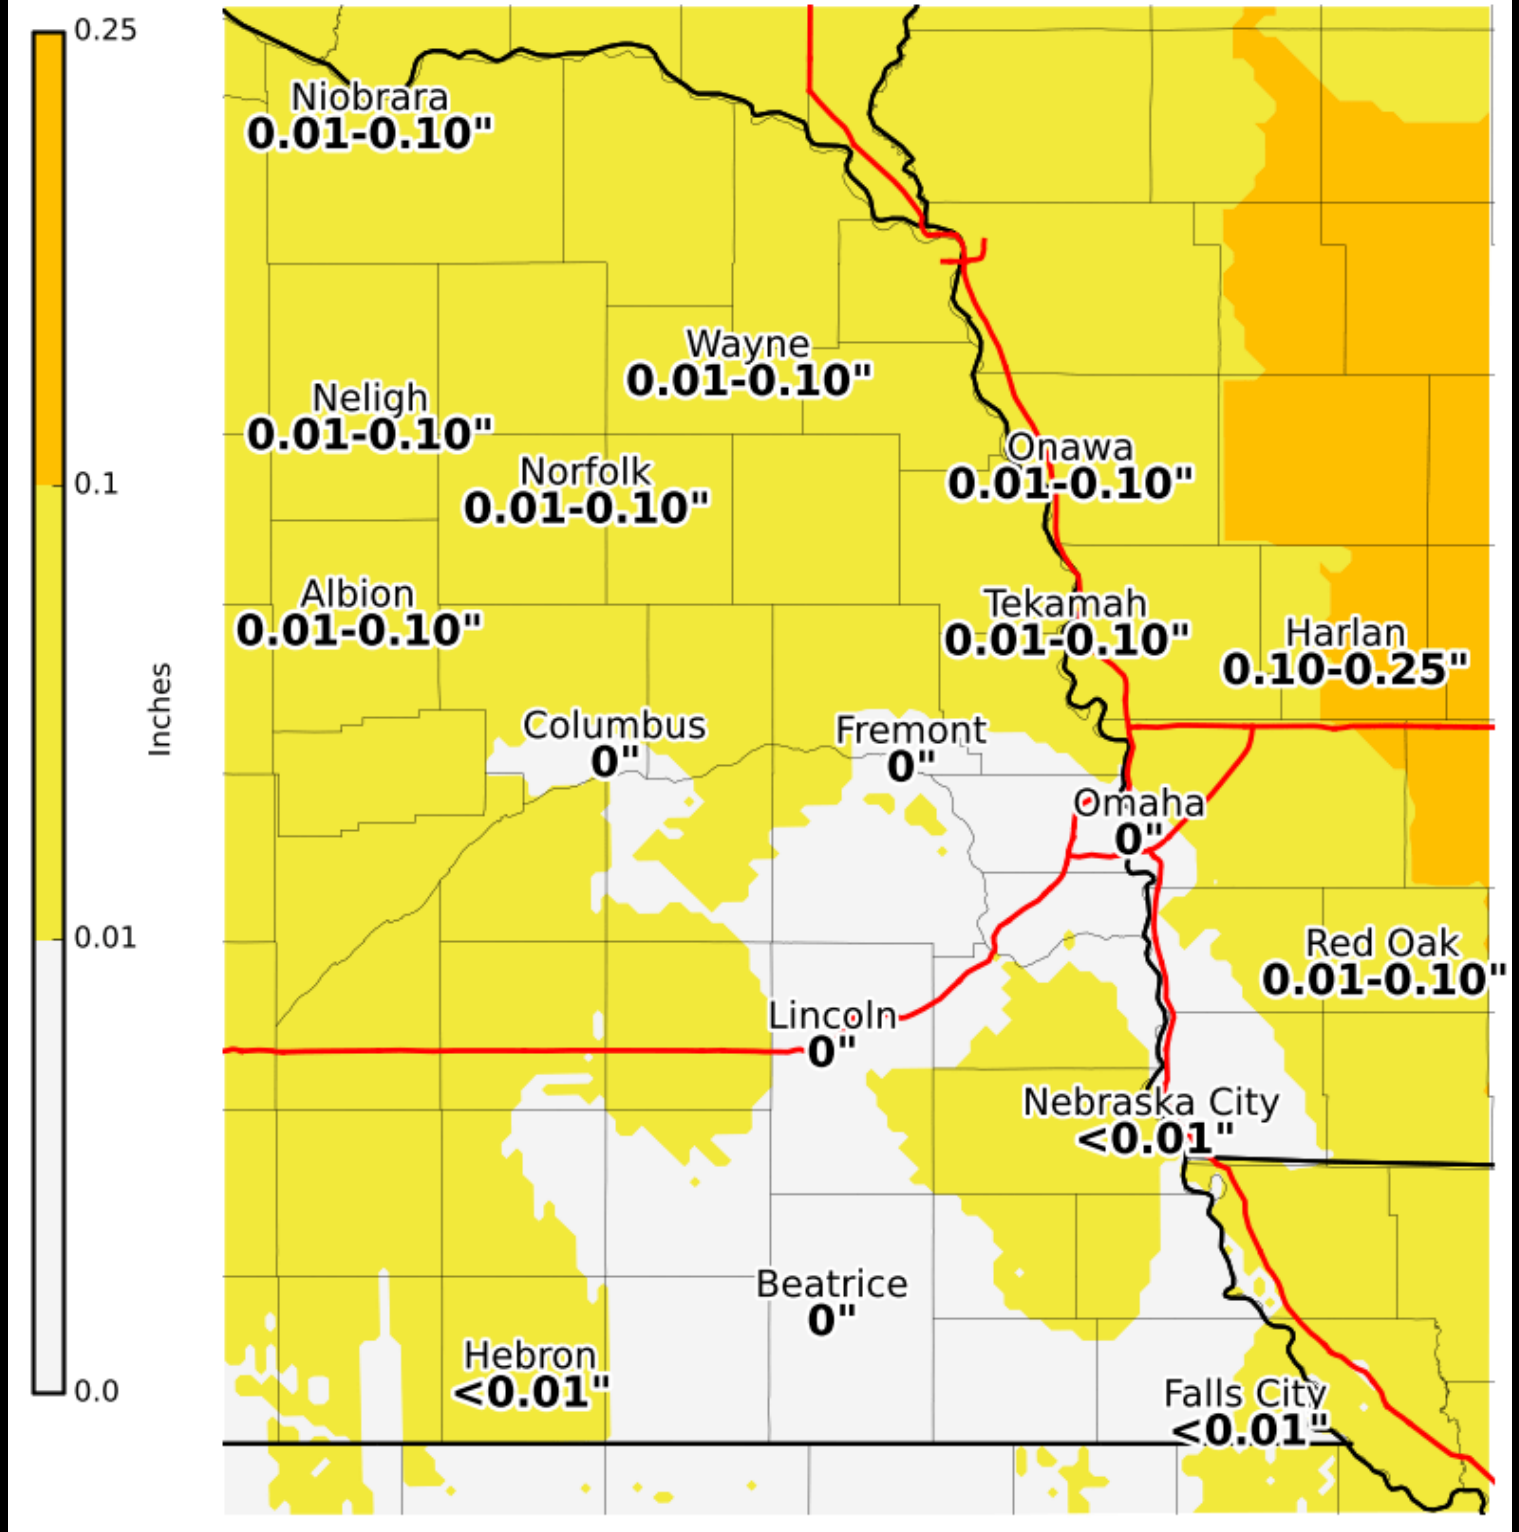 0.25
0.1
0.01
0.0
Inches
Niobrara
0.01-0.10"
Wayne
0.01-0.10"
Neligh
0.01-0.10"
Onawa
0.01-0.10"
Norfolk
0.01-0.10"
Albion
0.01-0.10"
Tekamah
0.01-0.10"
Harlan
0.10-0.25"
Columbus
0"
Fremont
0"
Omaha
0"
Red Oak
0.01-0.10"
Lincoln
0"
Nebraska City
<0.01"
Beatrice
0"
Hebron
<0.01"
Falls City
<0.01"